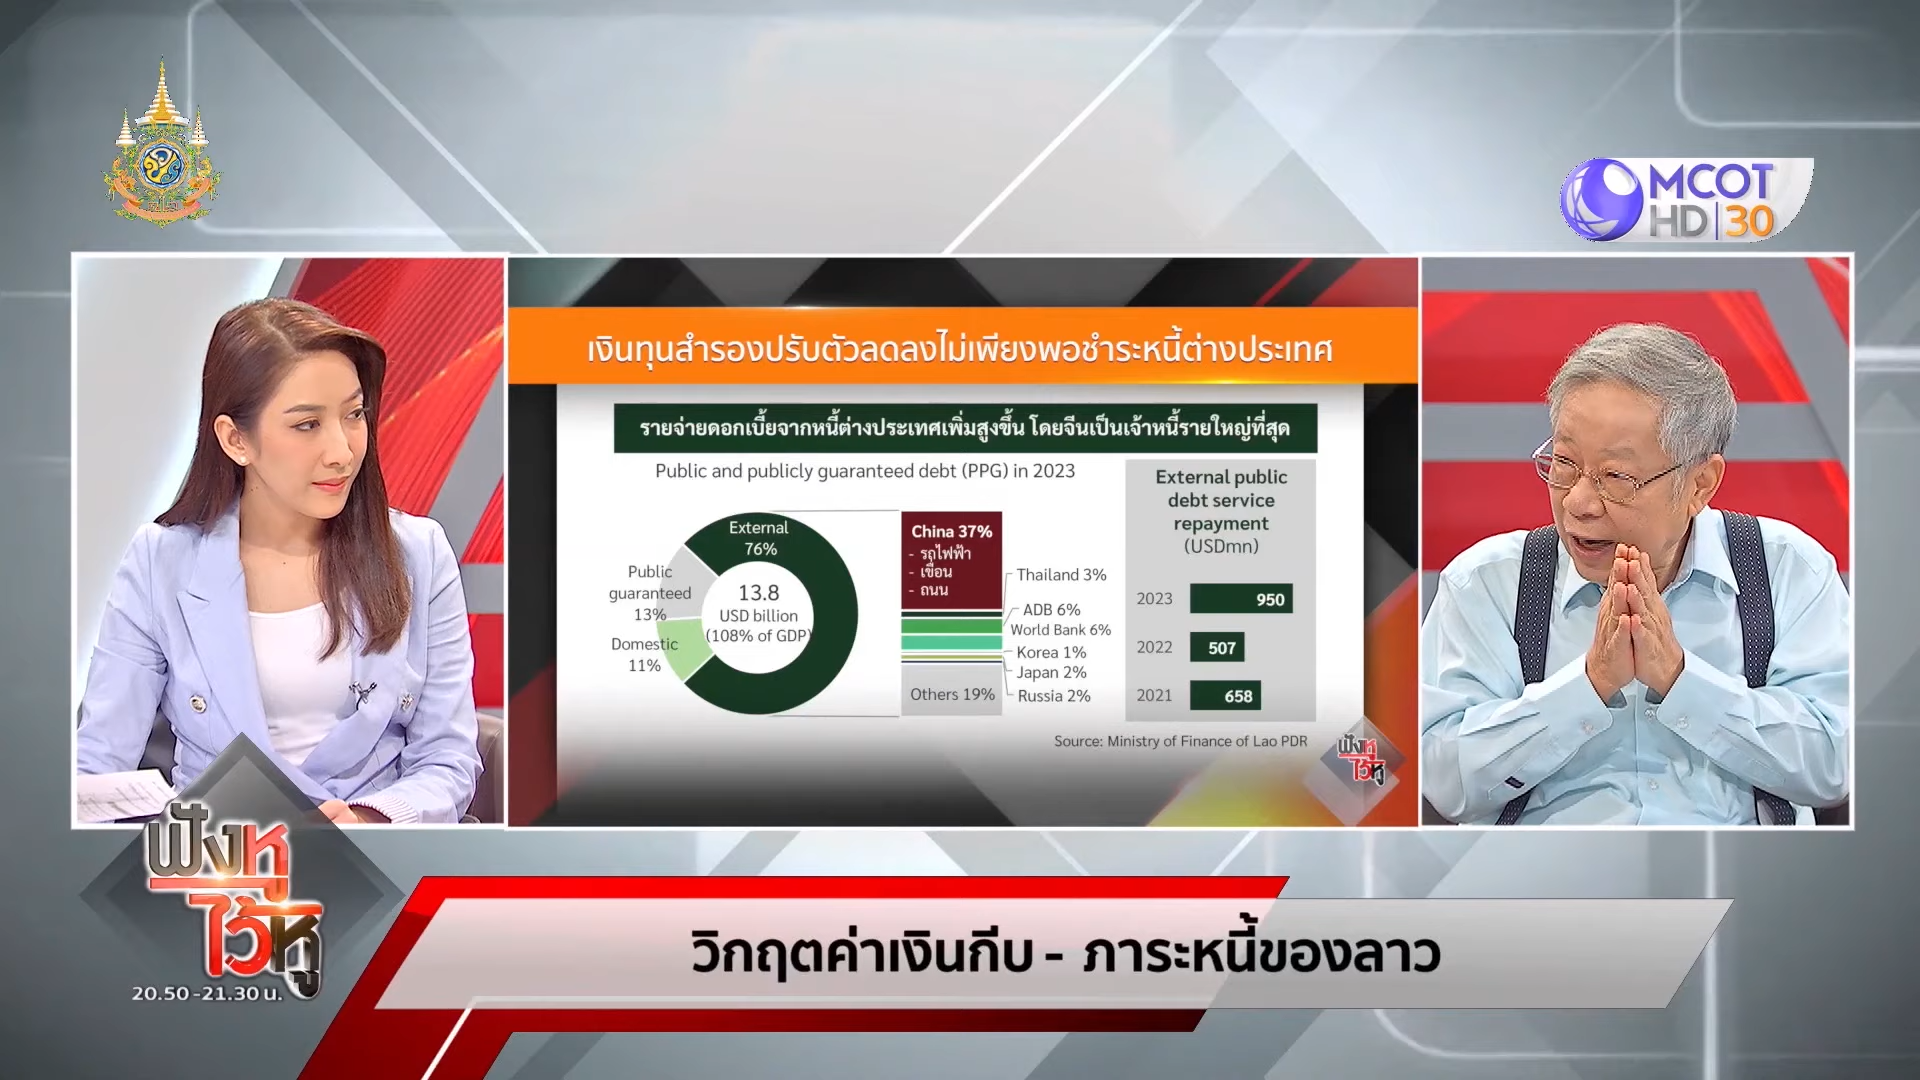 MCOT
HD 30
เงินทุนสำรองปรับตัวลดลงไม่เพียงพอชำระหนี้ต่างประเทศ
รายจ่ายดอกเบี้ยจากหนี้ต่างประเทศเพิ่มสูงขึ้น โดยจีนเป็นเจ้าหนี้รายใหญ่ที่สุด
Public and publicly guaranteed debt (PPG) in 2023
External
76%
Public
guaranteed
13%
Domestic
11%
13.8
USD billion
(108% of GDP)
China 37%
- รถไฟฟ้า
- เขื่อน
- ถนน
Thailand 3%
ADB 6%
World Bank 6%
Korea 1%
Japan 2%
Russia 2%
Others 19%
External public
debt service
repayment
(USDmn)
2023 950
2022 507
2021 658
Source: Ministry of Finance of Lao PDR
ฟังหู
ไว้หู
ฟังหู
ไว้หู
20.50 -21.30 น.
วิกฤตค่าเงินกีบ - ภาระหนี้ของลาว